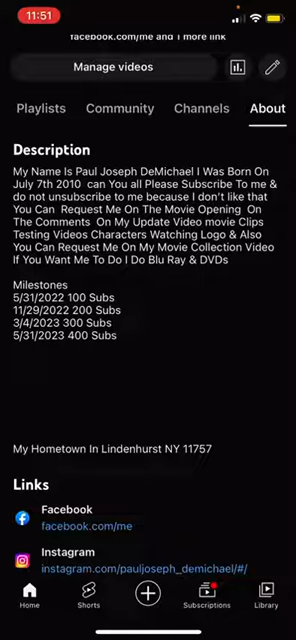 11:51
facebook.com/me and 1 more link
Manage videos
Playlists Community Channels About
Description
My Name Is Paul Joseph DeMichael I Was Born On
July 7th 2010 can You all Please Subscribe To me &
do not unsubscribe to me because I don't like that
You Can Request Me On The Movie Opening On
The Comments On My Update Video movie Clips
Testing Videos Characters Watching Logo & Also
You Can Request Me On My Movie Collection Video
If You Want Me To Do I Do Blu Ray & DVDs
Milestones
5/31/2022 100 Subs
11/29/2022 200 Subs
3/4/2023 300 Subs
5/31/2023 400 Subs
My Hometown In Lindenhurst NY 11757
Links
Facebook
facebook.com/me
Instagram
instagram.com/pauljoseph_demichael/#/
Home Shorts Subscriptions Library